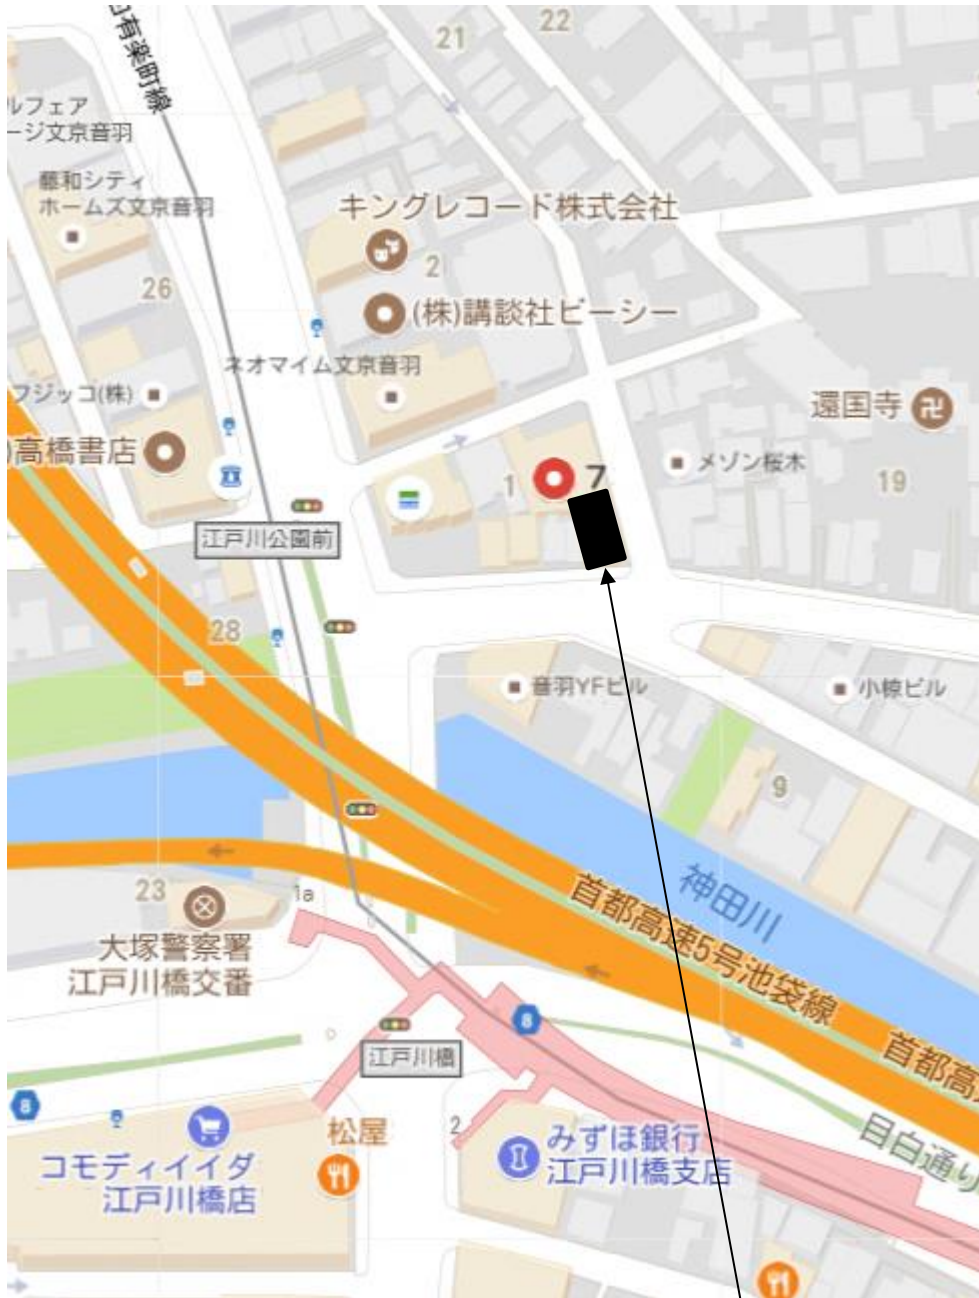 有楽町線
21
22
ルフェア
ージ文京音羽
藤和シティ
ホームズ文京音羽
キングレコード株式会社
2
26
(株)講談社ビーシー
ネオマイム文京音羽
フジッコ(株)
還国寺
)高橋書店
1
7
メゾン桜木
19
江戸川公園前
28
音羽YFビル
小椋ビル
9
神田川
23
1a
首都高速5号池袋線
大塚警察署
江戸川橋交番
8
江戸川橋
首都高
8
2
松屋
目白通り
コモディイイダ
江戸川橋店
みずほ銀行
江戸川橋支店